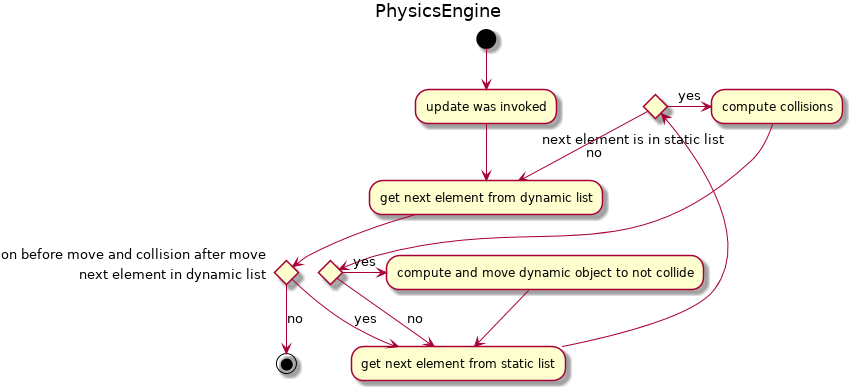 PhysicsEngine
update was invoked
yes
compute collisions
next element is in static list
no
get next element from dynamic list
on before move and collision after move
next element in dynamic list
yes
compute and move dynamic object to not collide
no
yes
no
get next element from static list